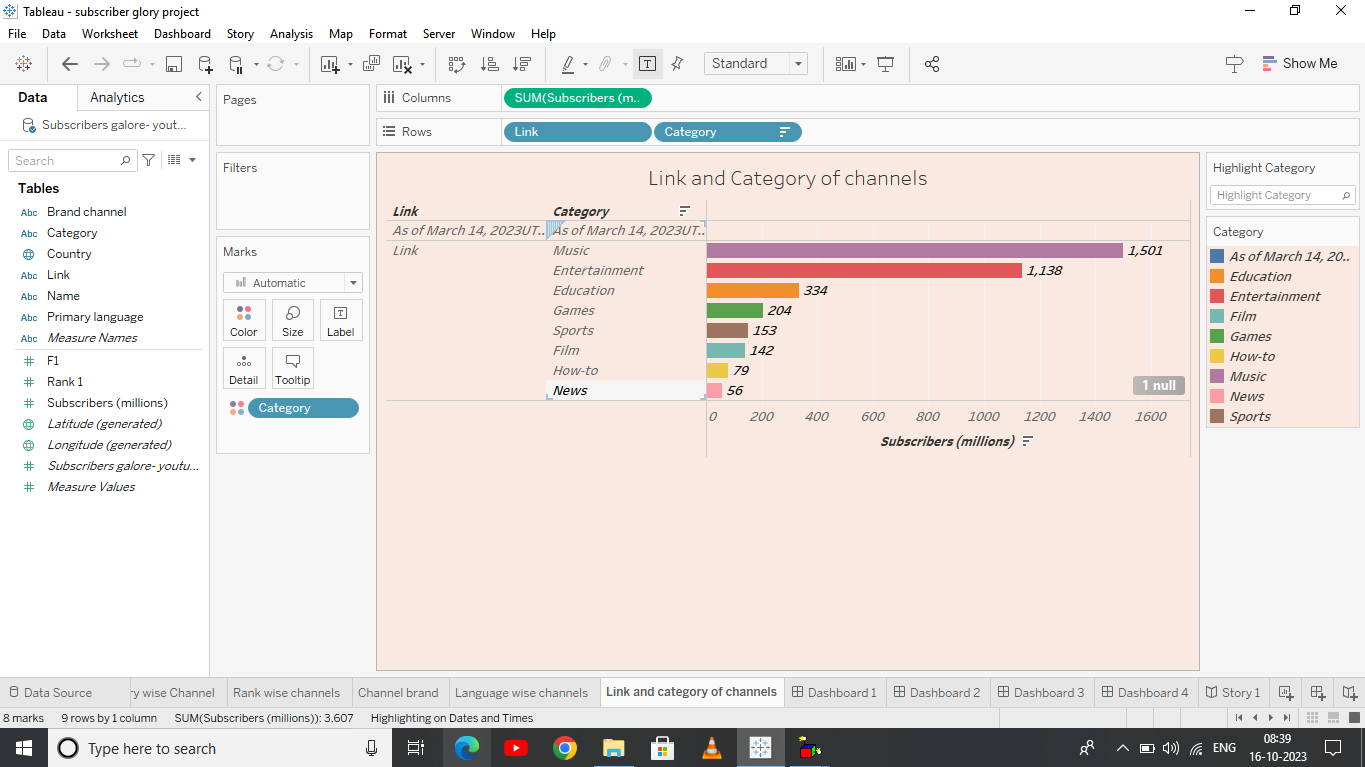 Tableau - subscriber glory project
File Data Worksheet Dashboard Story Analysis Map Format Server Window Help
Standard
Show Me
Data Analytics
Subscribers galore- yout...
Search
Tables
Abc Brand channel
Abc Category
Country
Abc Link
Abc Name
Abc Primary language
Abc Measure Names
F1
Rank 1
Subscribers (millions)
Latitude (generated)
Longitude (generated)
Subscribers galore- youtu...
Measure Values
Pages
Filters
Marks
Automatic
Color Size Label
Detail Tooltip
Category
Columns SUM(Subscribers (m..
Rows Link Category
Link and Category of channels
Link Category
As of March 14, 2023UT.. As of March 14, 2023UT..
Link Music 1,501
Entertainment 1,138
Education 334
Games 204
Sports 153
Film 142
How-to 79
News 56
1 null
0 200 400 600 800 1000 1200 1400 1600
Subscribers (millions)
Highlight Category
Highlight Category
Category
As of March 14, 20..
Education
Entertainment
Film
Games
How-to
Music
News
Sports
Data Source ry wise Channel Rank wise channels Channel brand Language wise channels Link and category of channels Dashboard 1 Dashboard 2 Dashboard 3 Dashboard 4 Story 1
8 marks 9 rows by 1 column SUM(Subscribers (millions)): 3,607 Highlighting on Dates and Times
Type here to search
ENG
08:39
16-10-2023